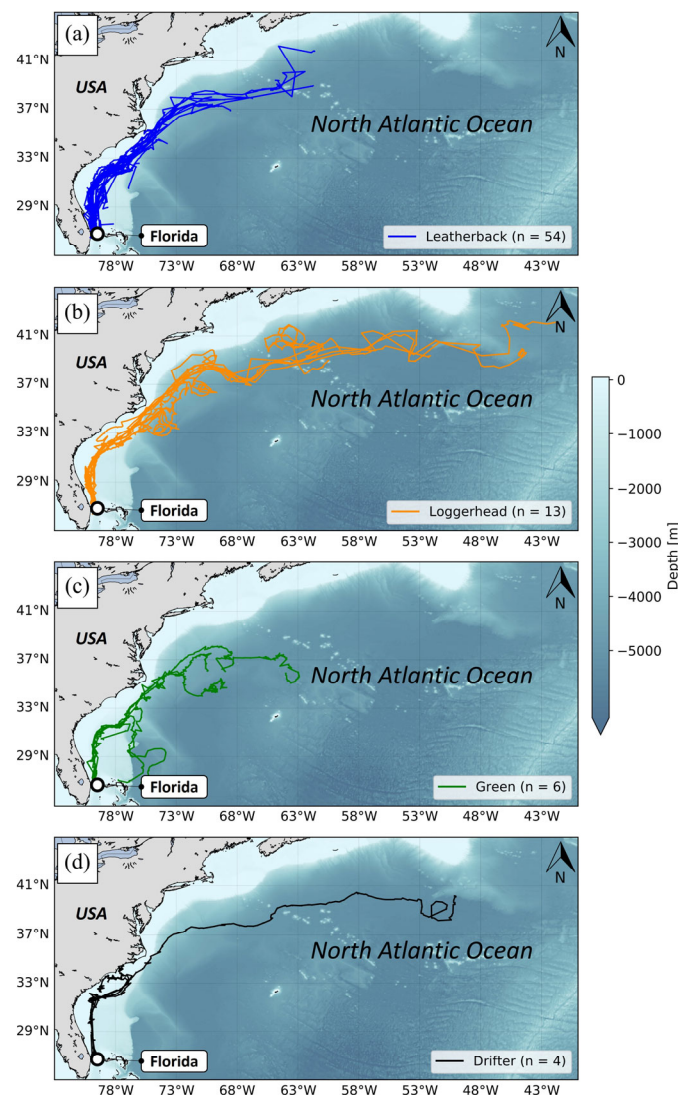 (a)
N
41°N
USA
37°N
North Atlantic Ocean
33°N
29°N
Florida
Leatherback (n = 54)
78°W 73°W 68°W 63°W 58°W 53°W 48°W 43°W
(b)
N
41°N
USA
37°N
North Atlantic Ocean
33°N
29°N
Florida
Loggerhead (n = 13)
78°W 73°W 68°W 63°W 58°W 53°W 48°W 43°W
(c)
N
41°N
USA
37°N
North Atlantic Ocean
33°N
29°N
Florida
Green (n = 6)
78°W 73°W 68°W 63°W 58°W 53°W 48°W 43°W
(d)
N
41°N
USA
37°N
North Atlantic Ocean
33°N
29°N
Florida
Drifter (n = 4)
78°W 73°W 68°W 63°W 58°W 53°W 48°W 43°W
0
−1000
−2000
−3000
−4000
−5000
Depth [m]